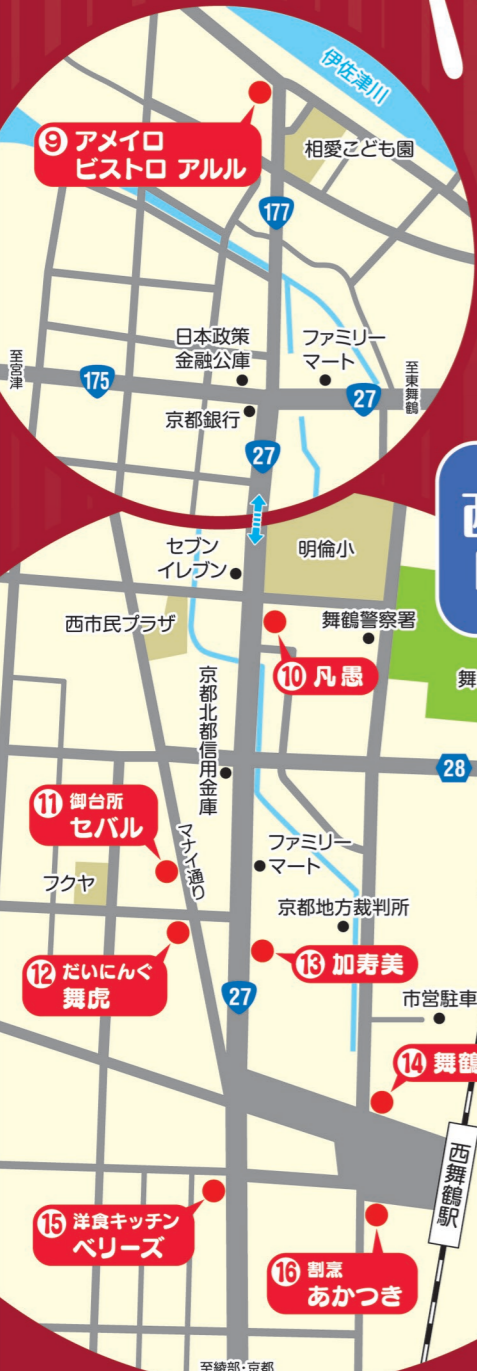 伊佐津川
⑨ アメイロ
ビストロ アルル
相愛こども園
177
日本政策
金融公庫
ファミリー
マート
至宮津
175
至東舞鶴
京都銀行
27
27
セブン
イレブン
明倫小
西市民プラザ
舞鶴警察署
⑩ 凡愚
京都北都信用金庫
28
⑪ 御台所
セバル
マナイ通り
ファミリー
マート
フクヤ
京都地方裁判所
⑫ だいにんぐ
舞虎
⑬ 加寿美
27
市営駐車
⑭ 舞鶴
西舞鶴駅
⑮ 洋食キッチン
ベリーズ
⑯ 割烹
あかつき
至綾部・京都